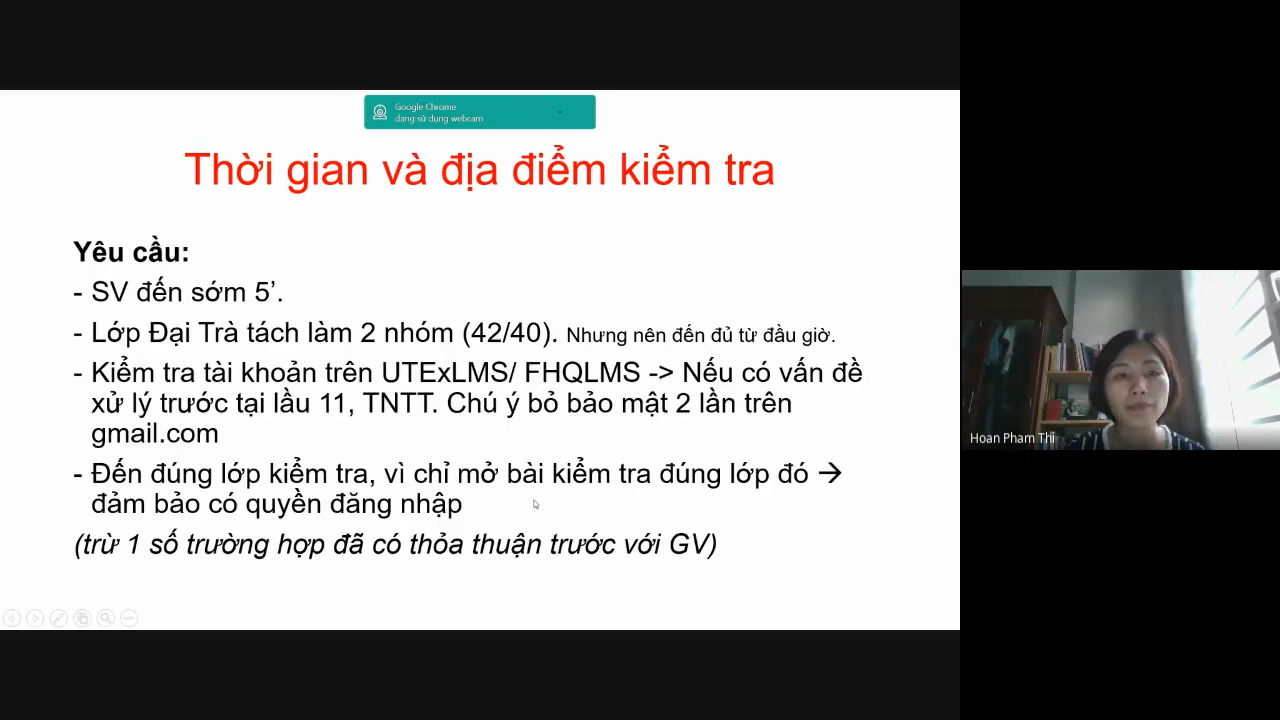 Google Chrome
đang sử dụng webcam
Thời gian và địa điểm kiểm tra
Yêu cầu:
- SV đến sớm 5’.
- Lớp Đại Trà tách làm 2 nhóm (42/40). Nhưng nên đến đủ từ đầu giờ.
- Kiểm tra tài khoản trên UTExLMS/ FHQLMS -> Nếu có vấn đề
xử lý trước tại lầu 11, TNTT. Chú ý bỏ bảo mật 2 lần trên
gmail.com
- Đến đúng lớp kiểm tra, vì chỉ mở bài kiểm tra đúng lớp đó →
đảm bảo có quyền đăng nhập
(trừ 1 số trường hợp đã có thỏa thuận trước với GV)
Hoan Pham Thi